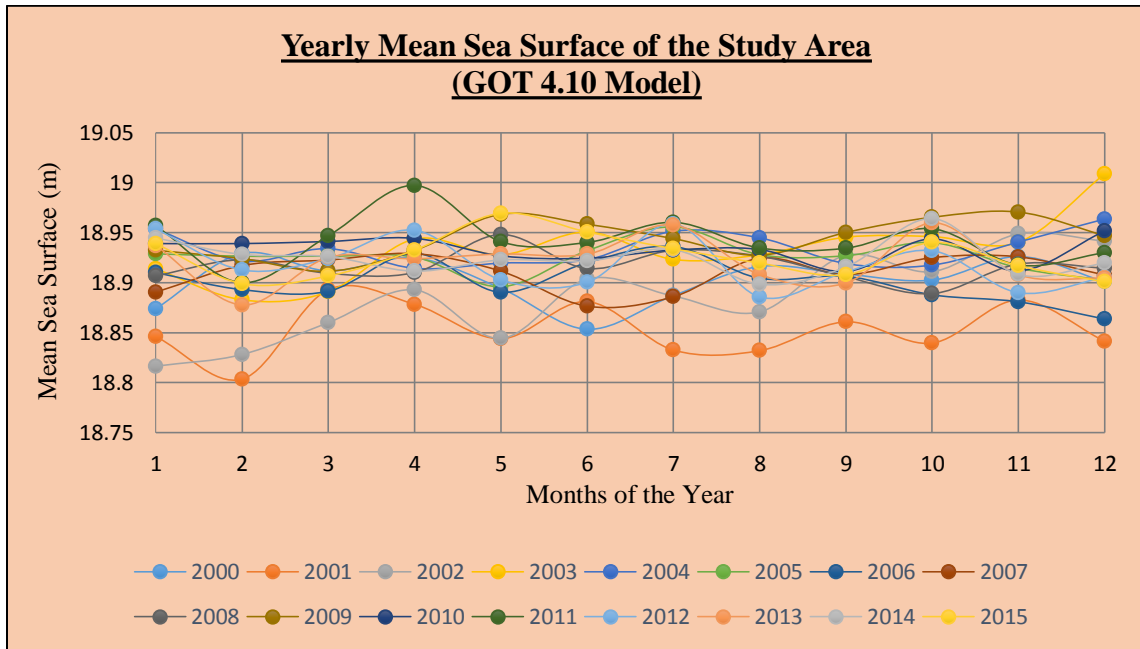 Yearly Mean Sea Surface of the Study Area
(GOT 4.10 Model)
Mean Sea Surface (m)
19.05
19
18.95
18.9
18.85
18.8
18.75
1 2 3 4 5 6 7 8 9 10 11 12
Months of the Year
2000 2001 2002 2003 2004 2005 2006 2007
2008 2009 2010 2011 2012 2013 2014 2015